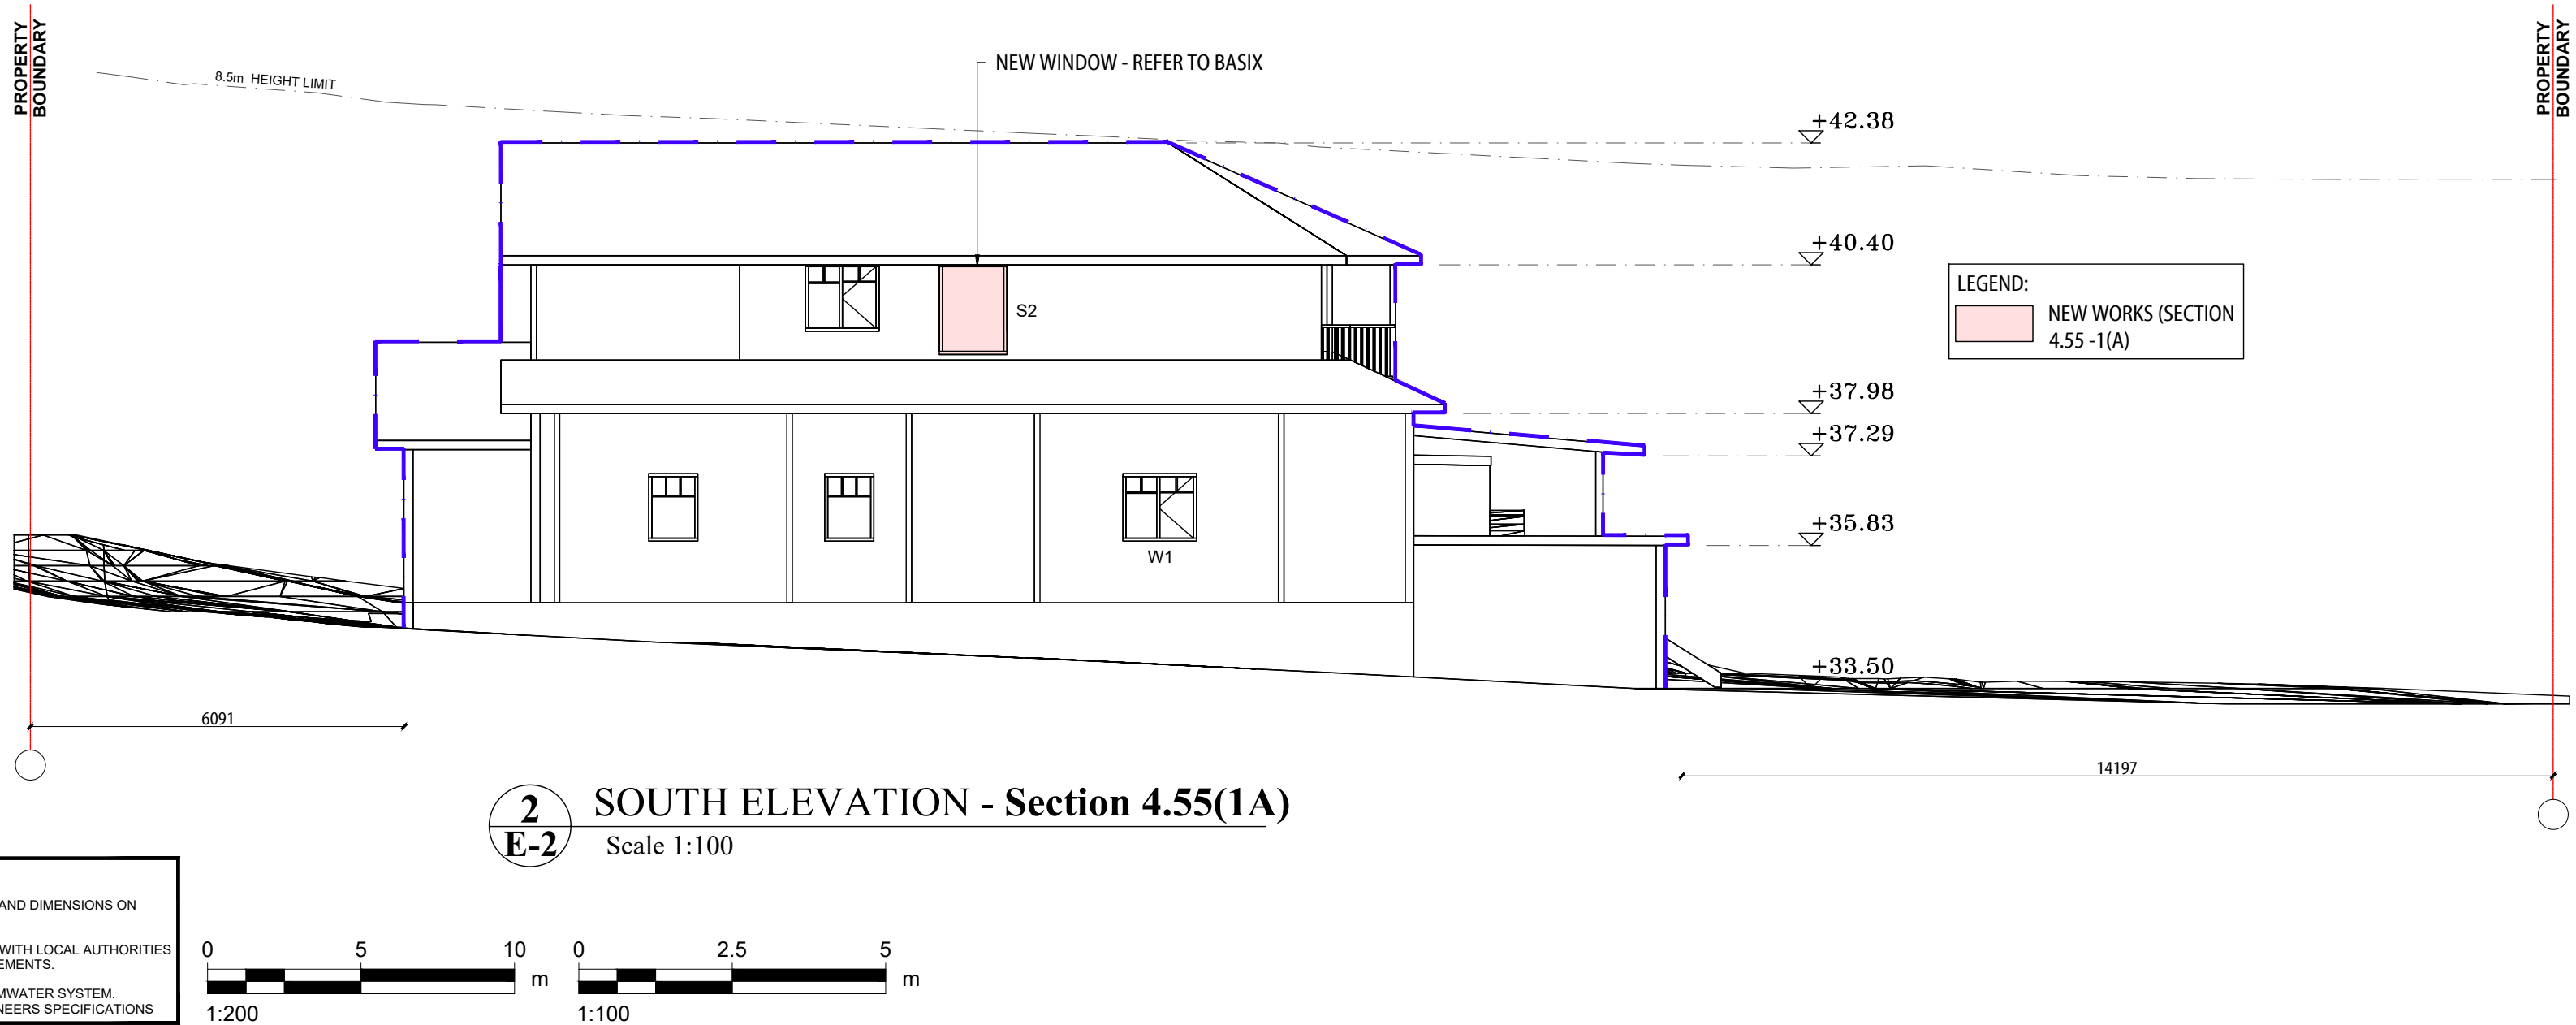 PROPERTY
BOUNDARY
PROPERTY
BOUNDARY
8.5m HEIGHT LIMIT
NEW WINDOW - REFER TO BASIX
+42.38
+40.40
LEGEND:
NEW WORKS (SECTION
4.55 -1(A)
S2
+37.98
+37.29
+35.83
W1
+33.50
6091
14197
2
E-2
SOUTH ELEVATION - Section 4.55(1A)
Scale 1:100
AND DIMENSIONS ON
WITH LOCAL AUTHORITIES
EMENTS.
MWATER SYSTEM.
NEERS SPECIFICATIONS
0 5 10
m
1:200
0 2.5 5
m
1:100